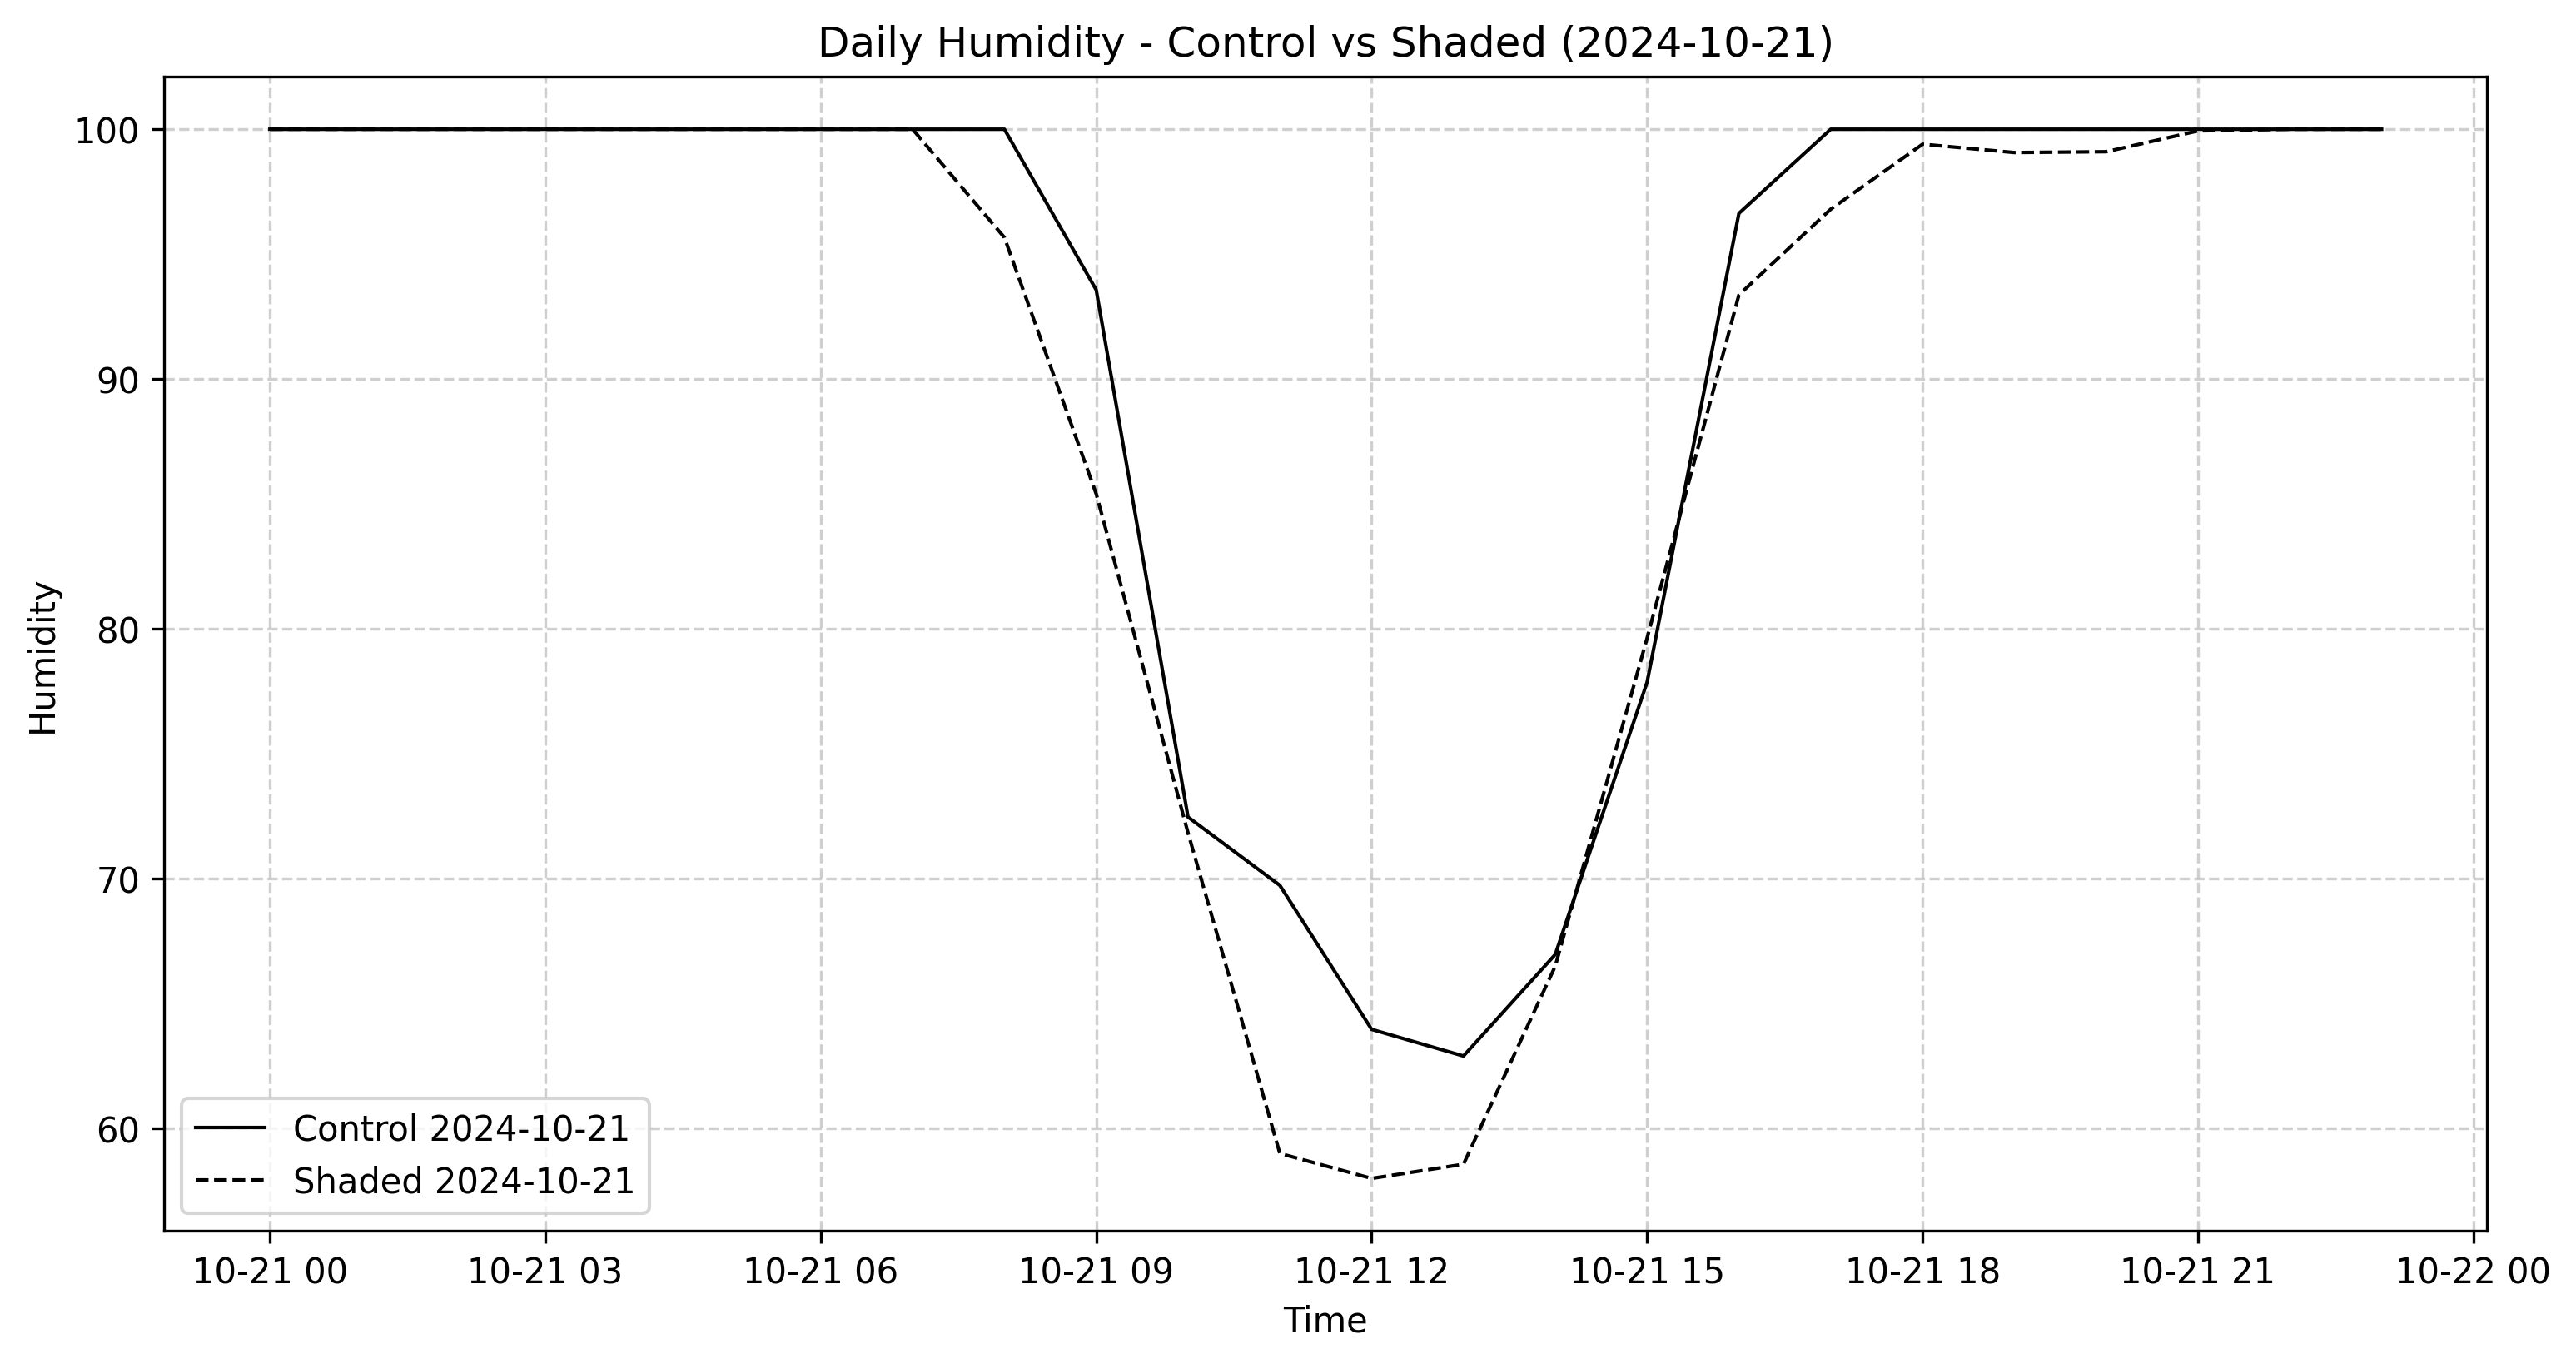 Daily Humidity - Control vs Shaded (2024-10-21)
100
90
80
70
60
Humidity
Control 2024-10-21
Shaded 2024-10-21
10-21 00
10-21 03
10-21 06
10-21 09
10-21 12
10-21 15
10-21 18
10-21 21
10-22 00
Time